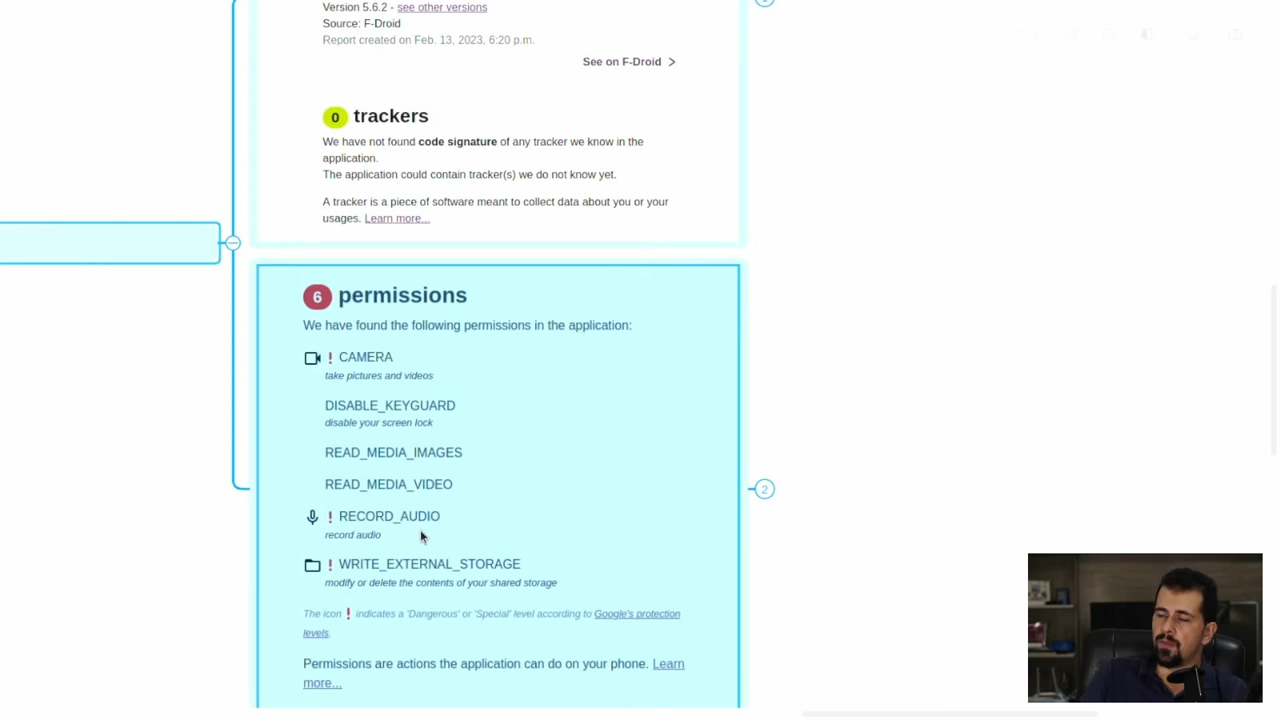 Version 5.6.2 - see other versions
Source: F-Droid
Report created on Feb. 13, 2023, 6:20 p.m.
See on F-Droid >
0 trackers
We have not found code signature of any tracker we know in the
application.
The application could contain tracker(s) we do not know yet.
A tracker is a piece of software meant to collect data about you or your
usages. Learn more...
6 permissions
We have found the following permissions in the application:
! CAMERA
take pictures and videos
DISABLE_KEYGUARD
disable your screen lock
READ_MEDIA_IMAGES
READ_MEDIA_VIDEO
2
! RECORD_AUDIO
record audio
! WRITE_EXTERNAL_STORAGE
modify or delete the contents of your shared storage
The icon ! indicates a 'Dangerous' or 'Special' level according to Google's protection
levels.
Permissions are actions the application can do on your phone. Learn
more...